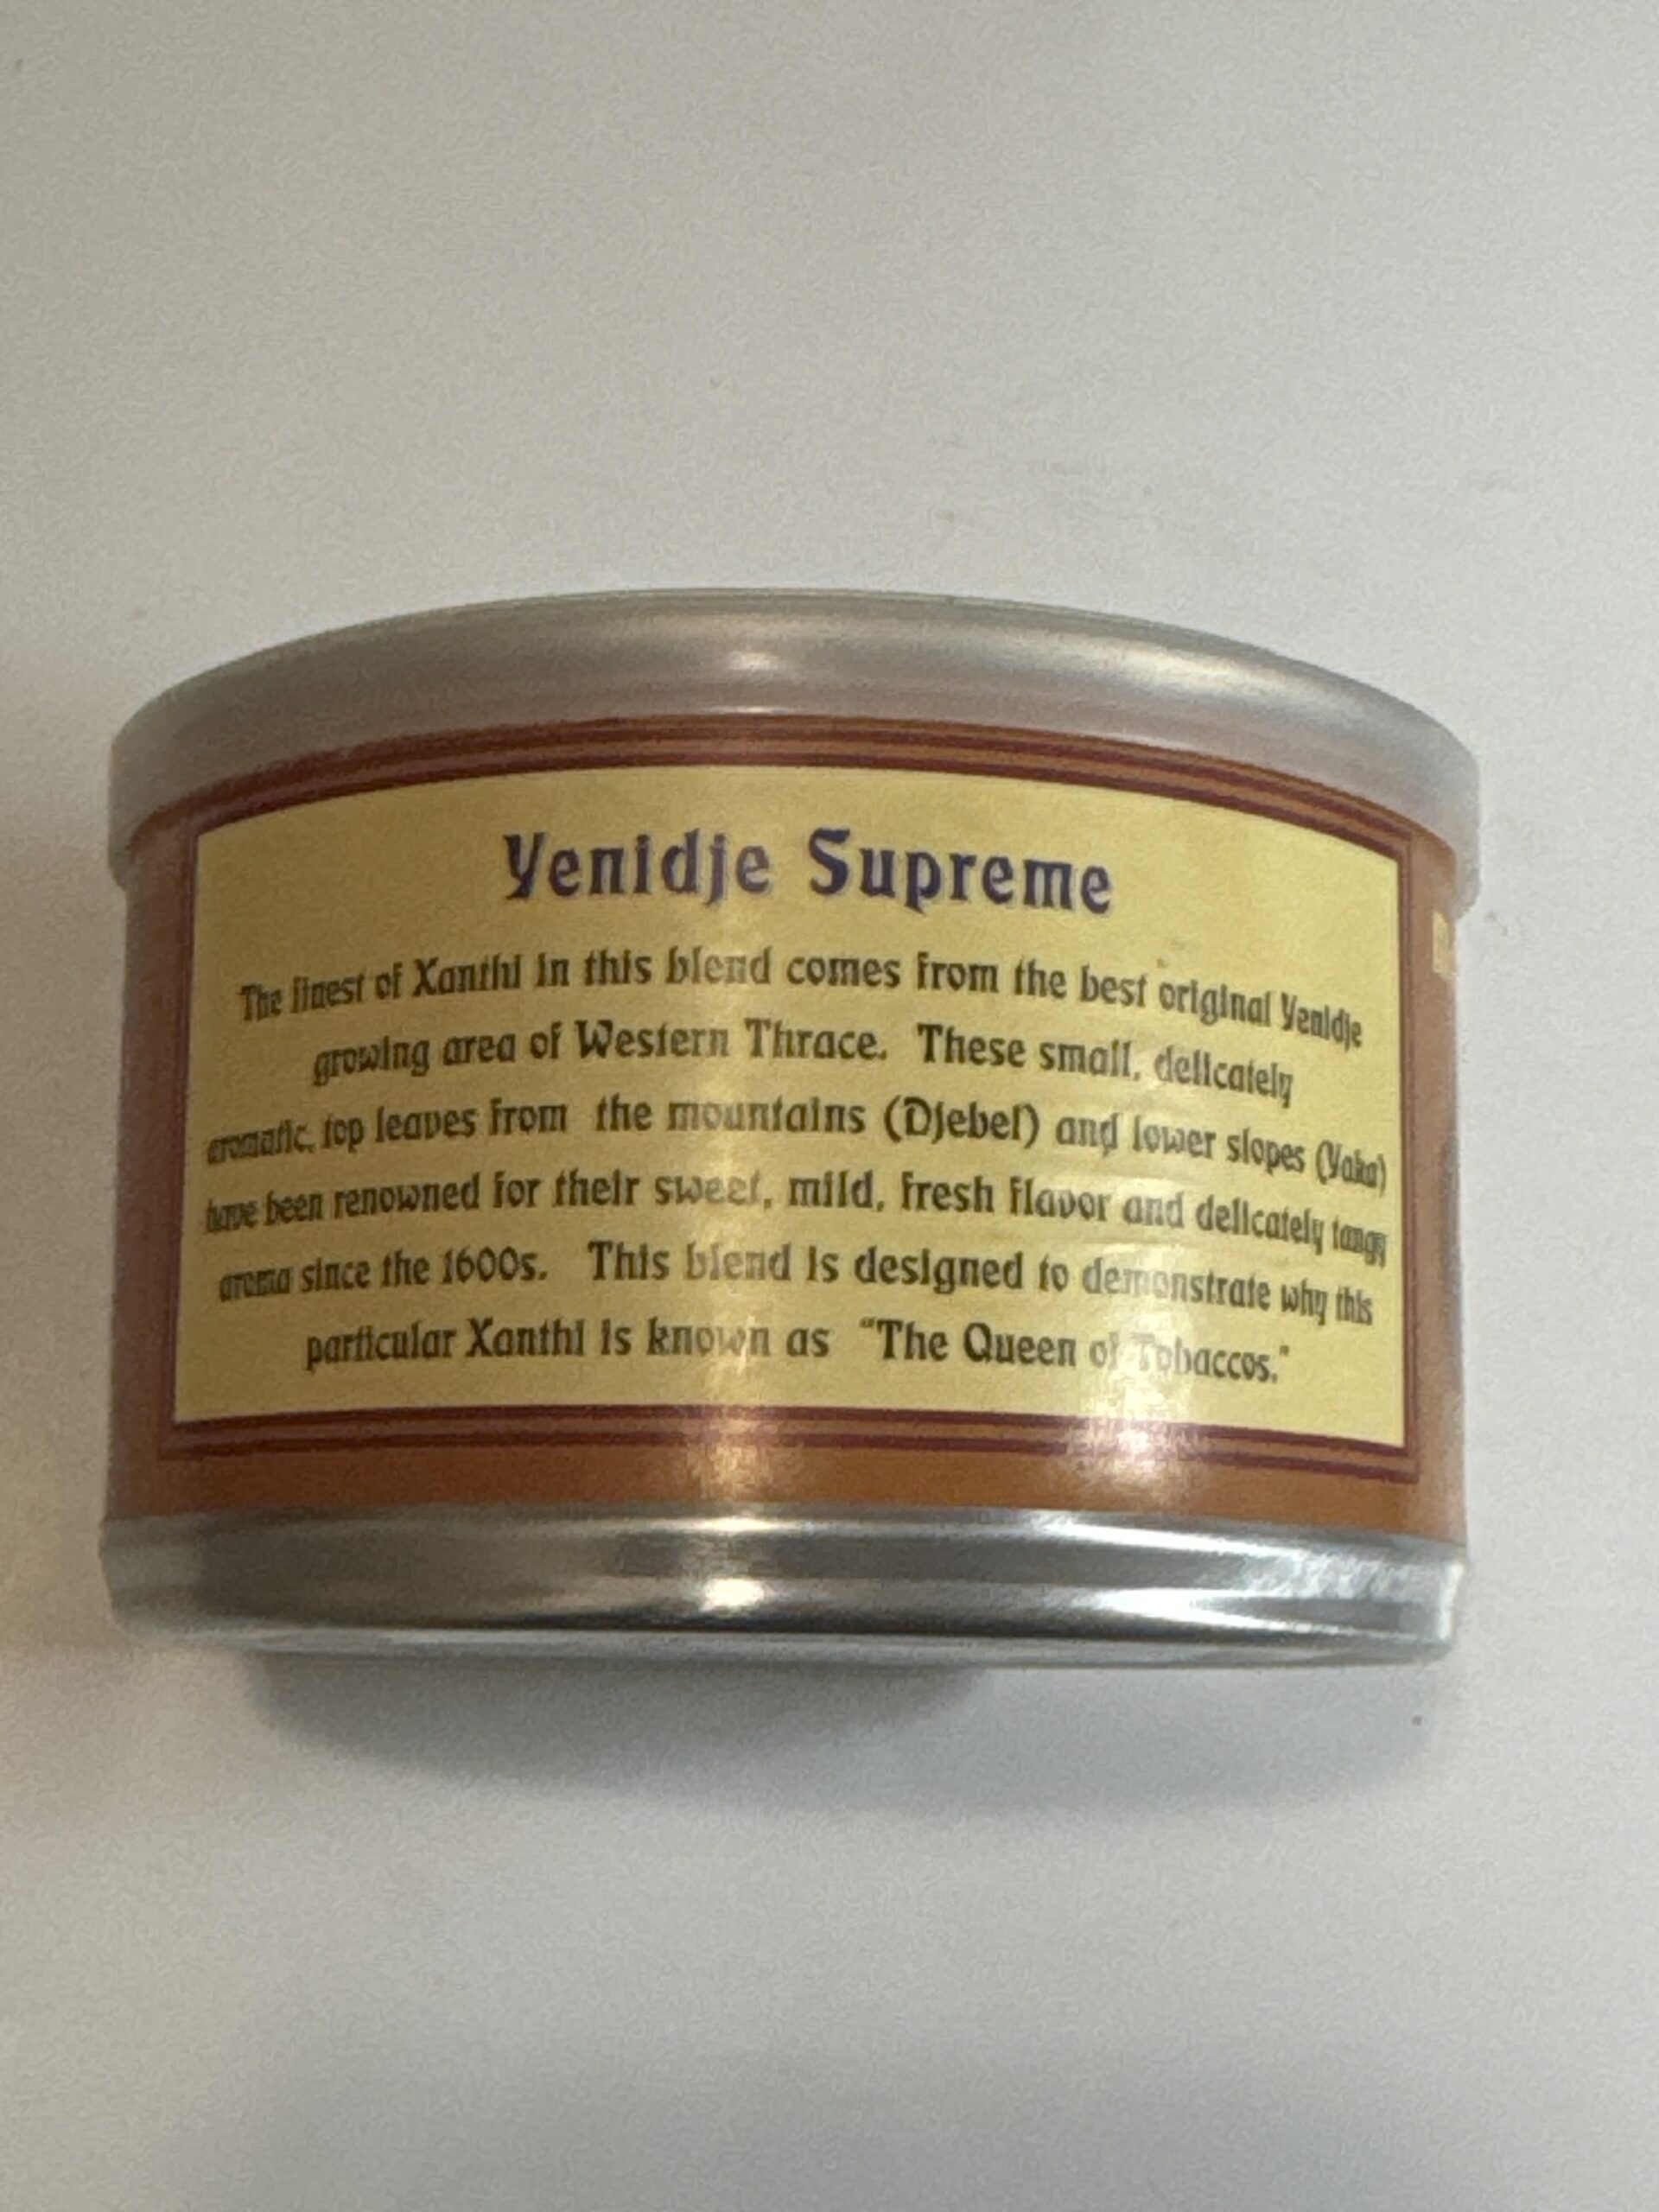 Yenidje Supreme
The finest of Xanthi in this blend comes from the best original Yenidje
growing area of Western Thrace. These small, delicately
aromatic, top leaves from the mountains (Djebel) and lower slopes (Yaka)
have been renowned for their sweet, mild, fresh flavor and delicately tangy
aroma since the 1600s. This blend is designed to demonstrate why this
particular Xanthi is known as "The Queen of Tobaccos."